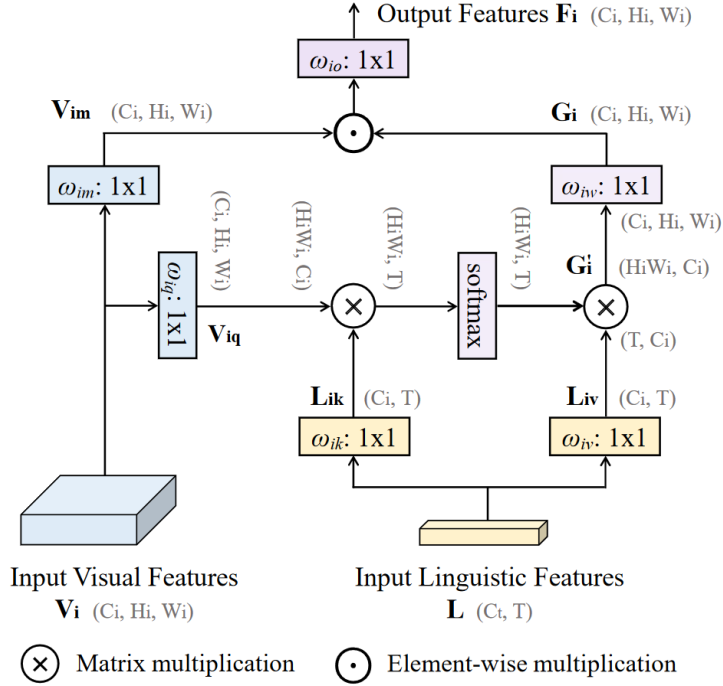 Output Features Fi (Ci, Hi, Wi)
ωio: 1x1
Vim (Ci, Hi, Wi)
Gi (Ci, Hi, Wi)
ωim: 1x1
ωiw: 1x1
(Ci, Hi, Wi)
(HiWi, Ci)
(HiWi, T)
(HiWi, T)
(Ci, Hi, Wi)
G'i (HiWi, Ci)
ωiq: 1x1
softmax
Viq
(T, Ci)
Lik (Ci, T)
Liv (Ci, T)
ωik: 1x1
ωiv: 1x1
Input Visual Features
Vi (Ci, Hi, Wi)
Input Linguistic Features
L (Ct, T)
Matrix multiplication
Element-wise multiplication